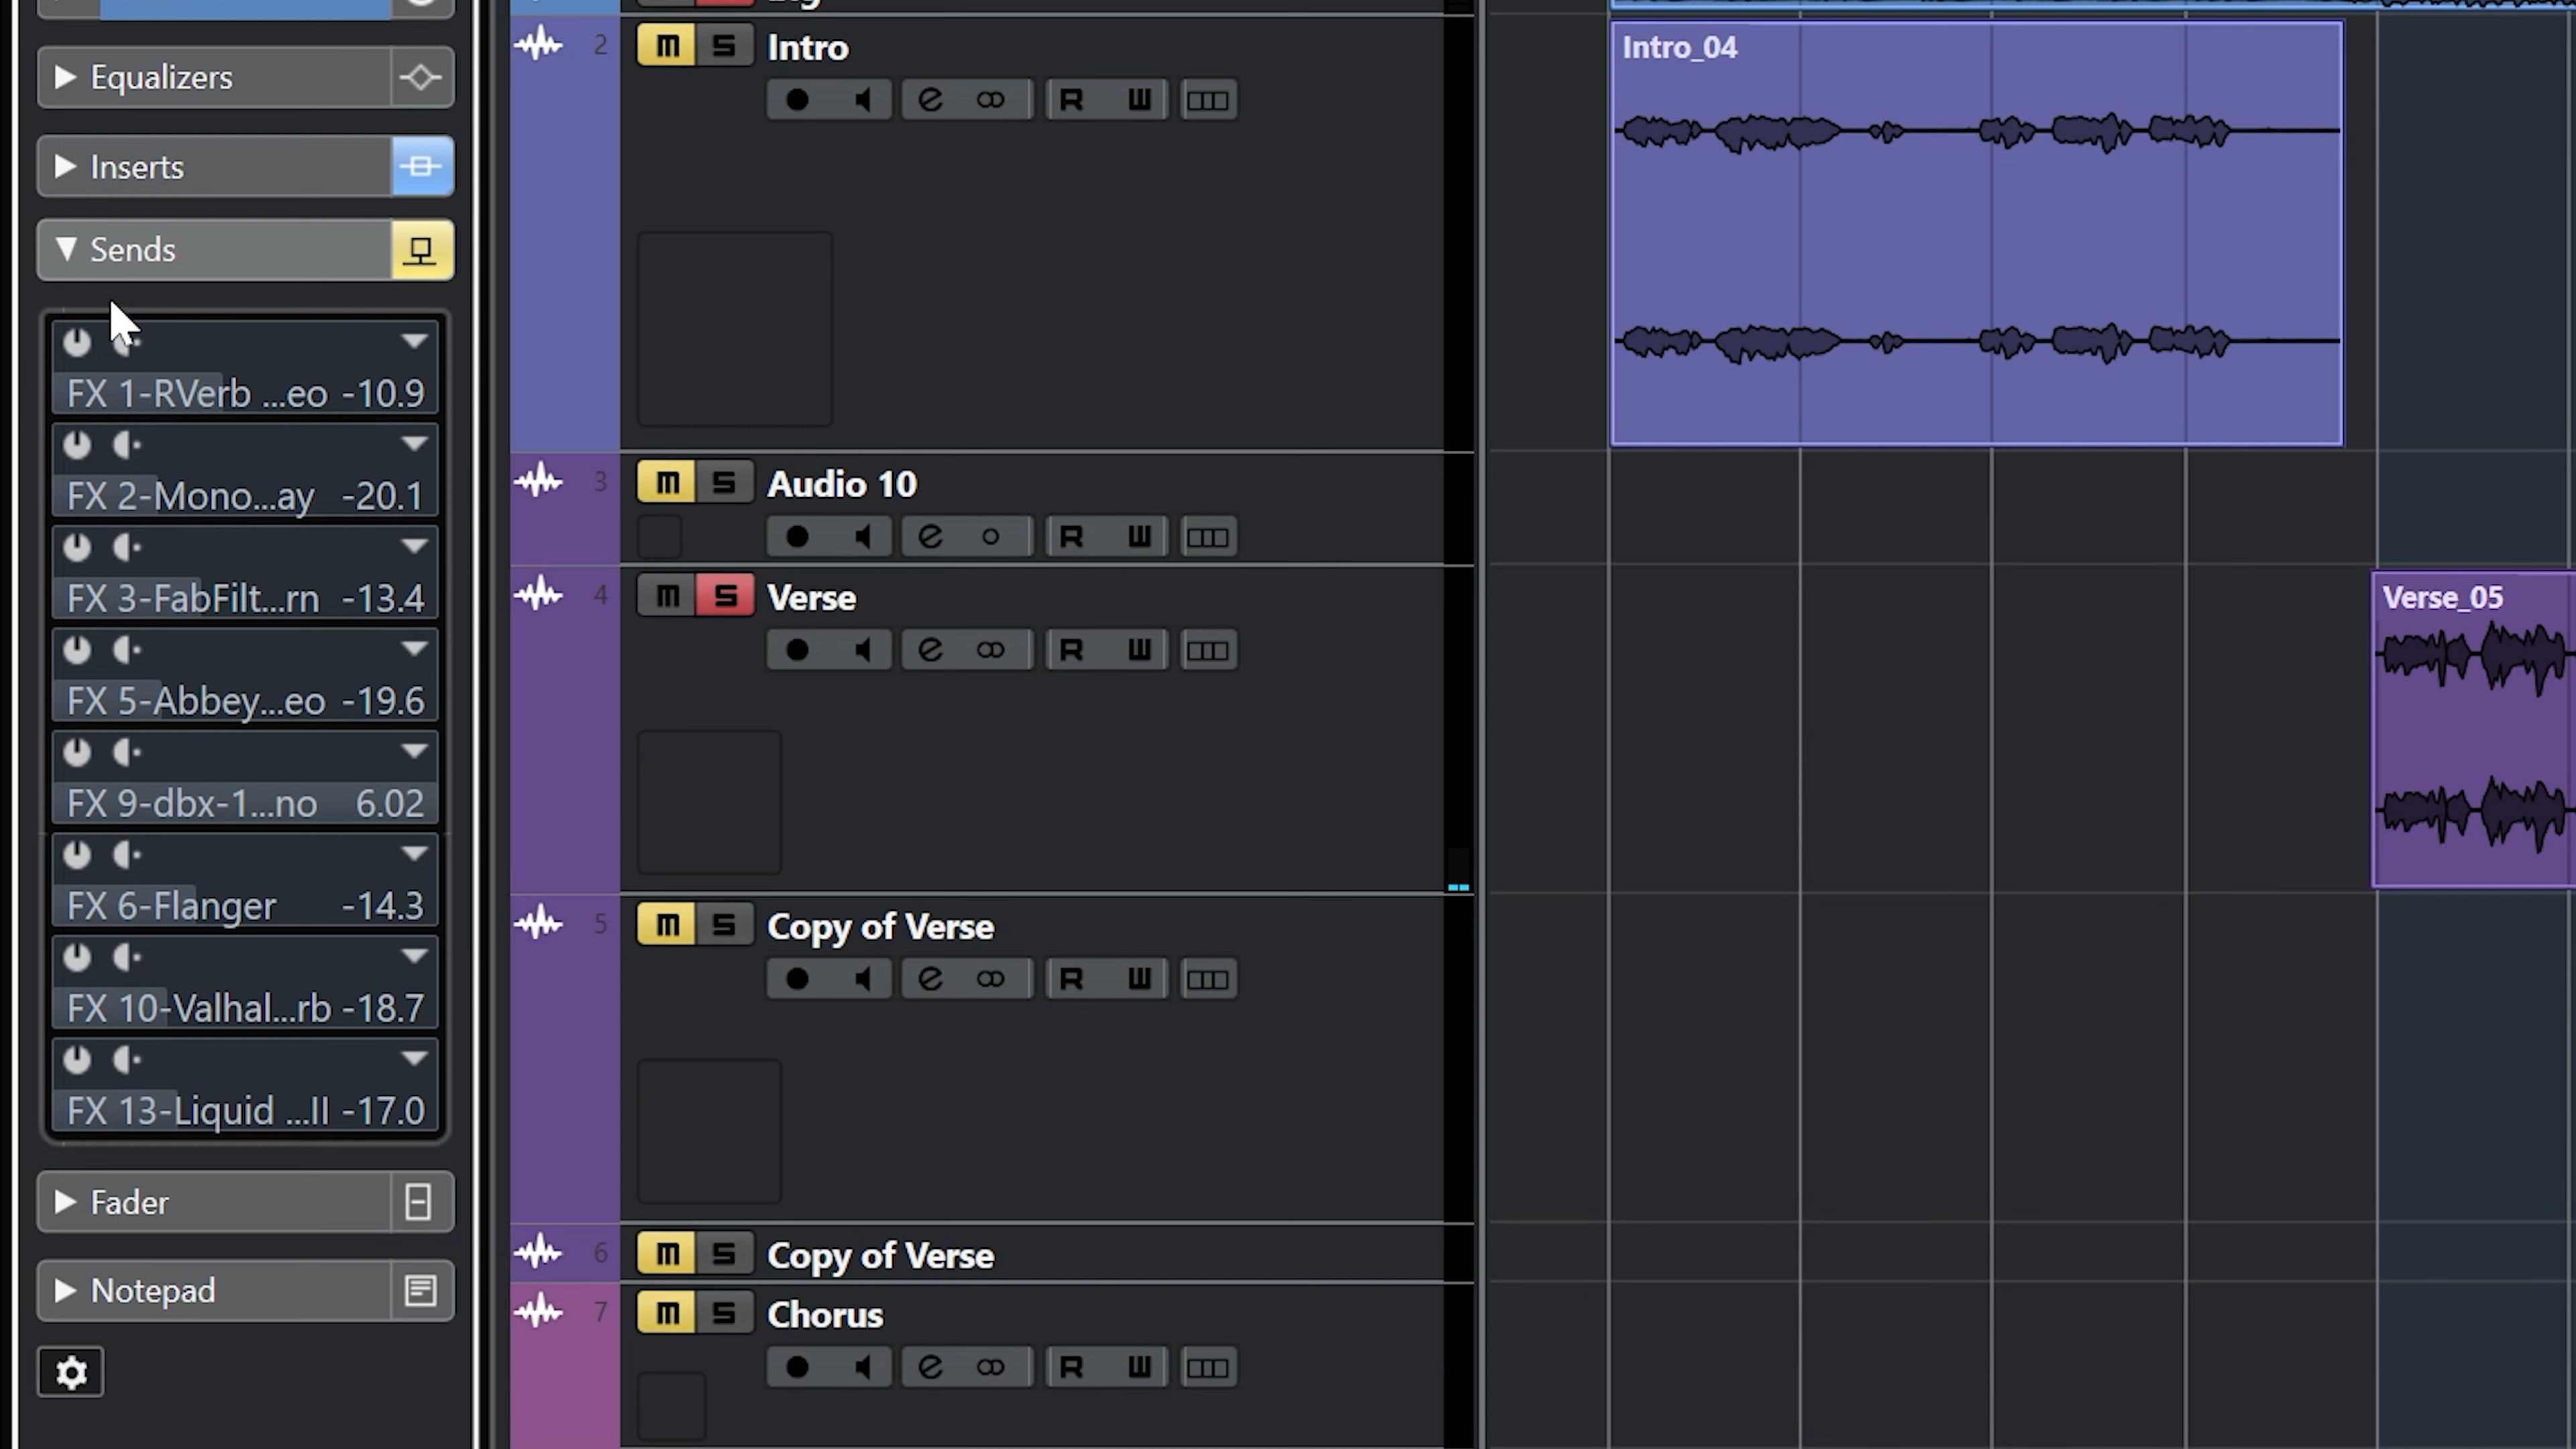 Equalizers
Inserts
Sends
FX 1-RVerb ...eo -10.9
FX 2-Mono...ay -20.1
FX 3-FabFilt...rn -13.4
FX 5-Abbey...eo -19.6
FX 9-dbx-1...no 6.02
FX 6-Flanger -14.3
FX 10-Valhal...rb -18.7
FX 13-Liquid ...II -17.0
Fader
Notepad
2 m S Intro
e R W
3 m S Audio 10
e R W
4 m S Verse
e R W
5 m S Copy of Verse
e R W
6 m S Copy of Verse
7 m S Chorus
e R W
Intro_04
Verse_05